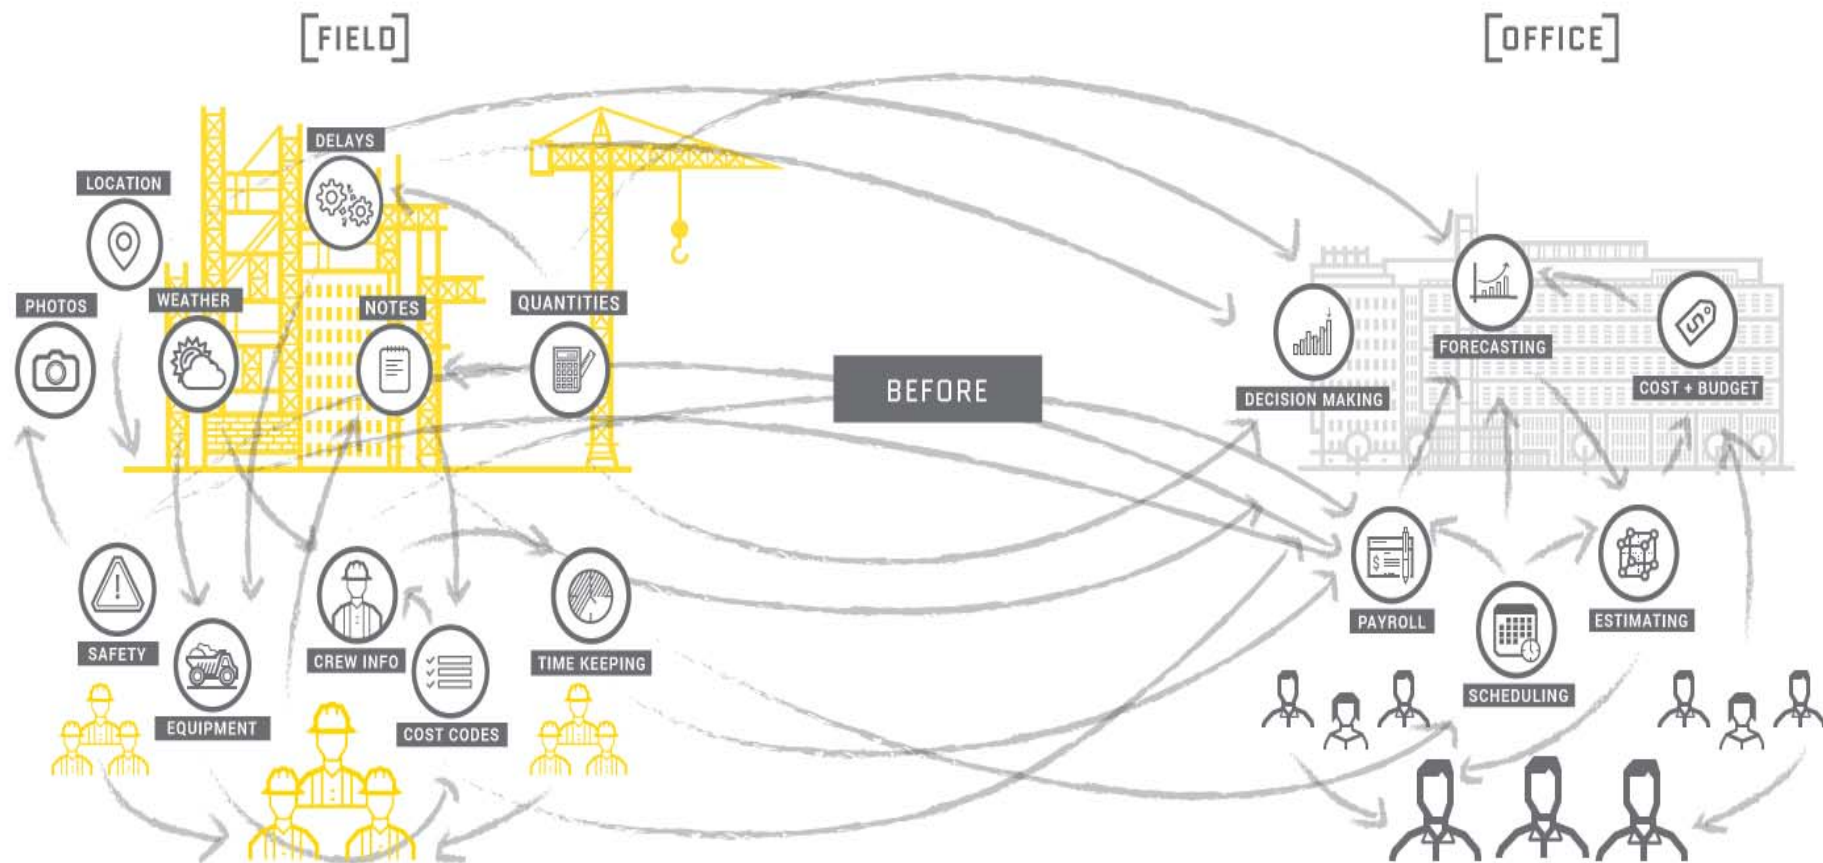 [FIELD]
[OFFICE]
DELAYS
LOCATION
PHOTOS
WEATHER
NOTES
QUANTITIES
BEFORE
DECISION MAKING
FORECASTING
COST + BUDGET
SAFETY
EQUIPMENT
CREW INFO
COST CODES
TIME KEEPING
PAYROLL
SCHEDULING
ESTIMATING